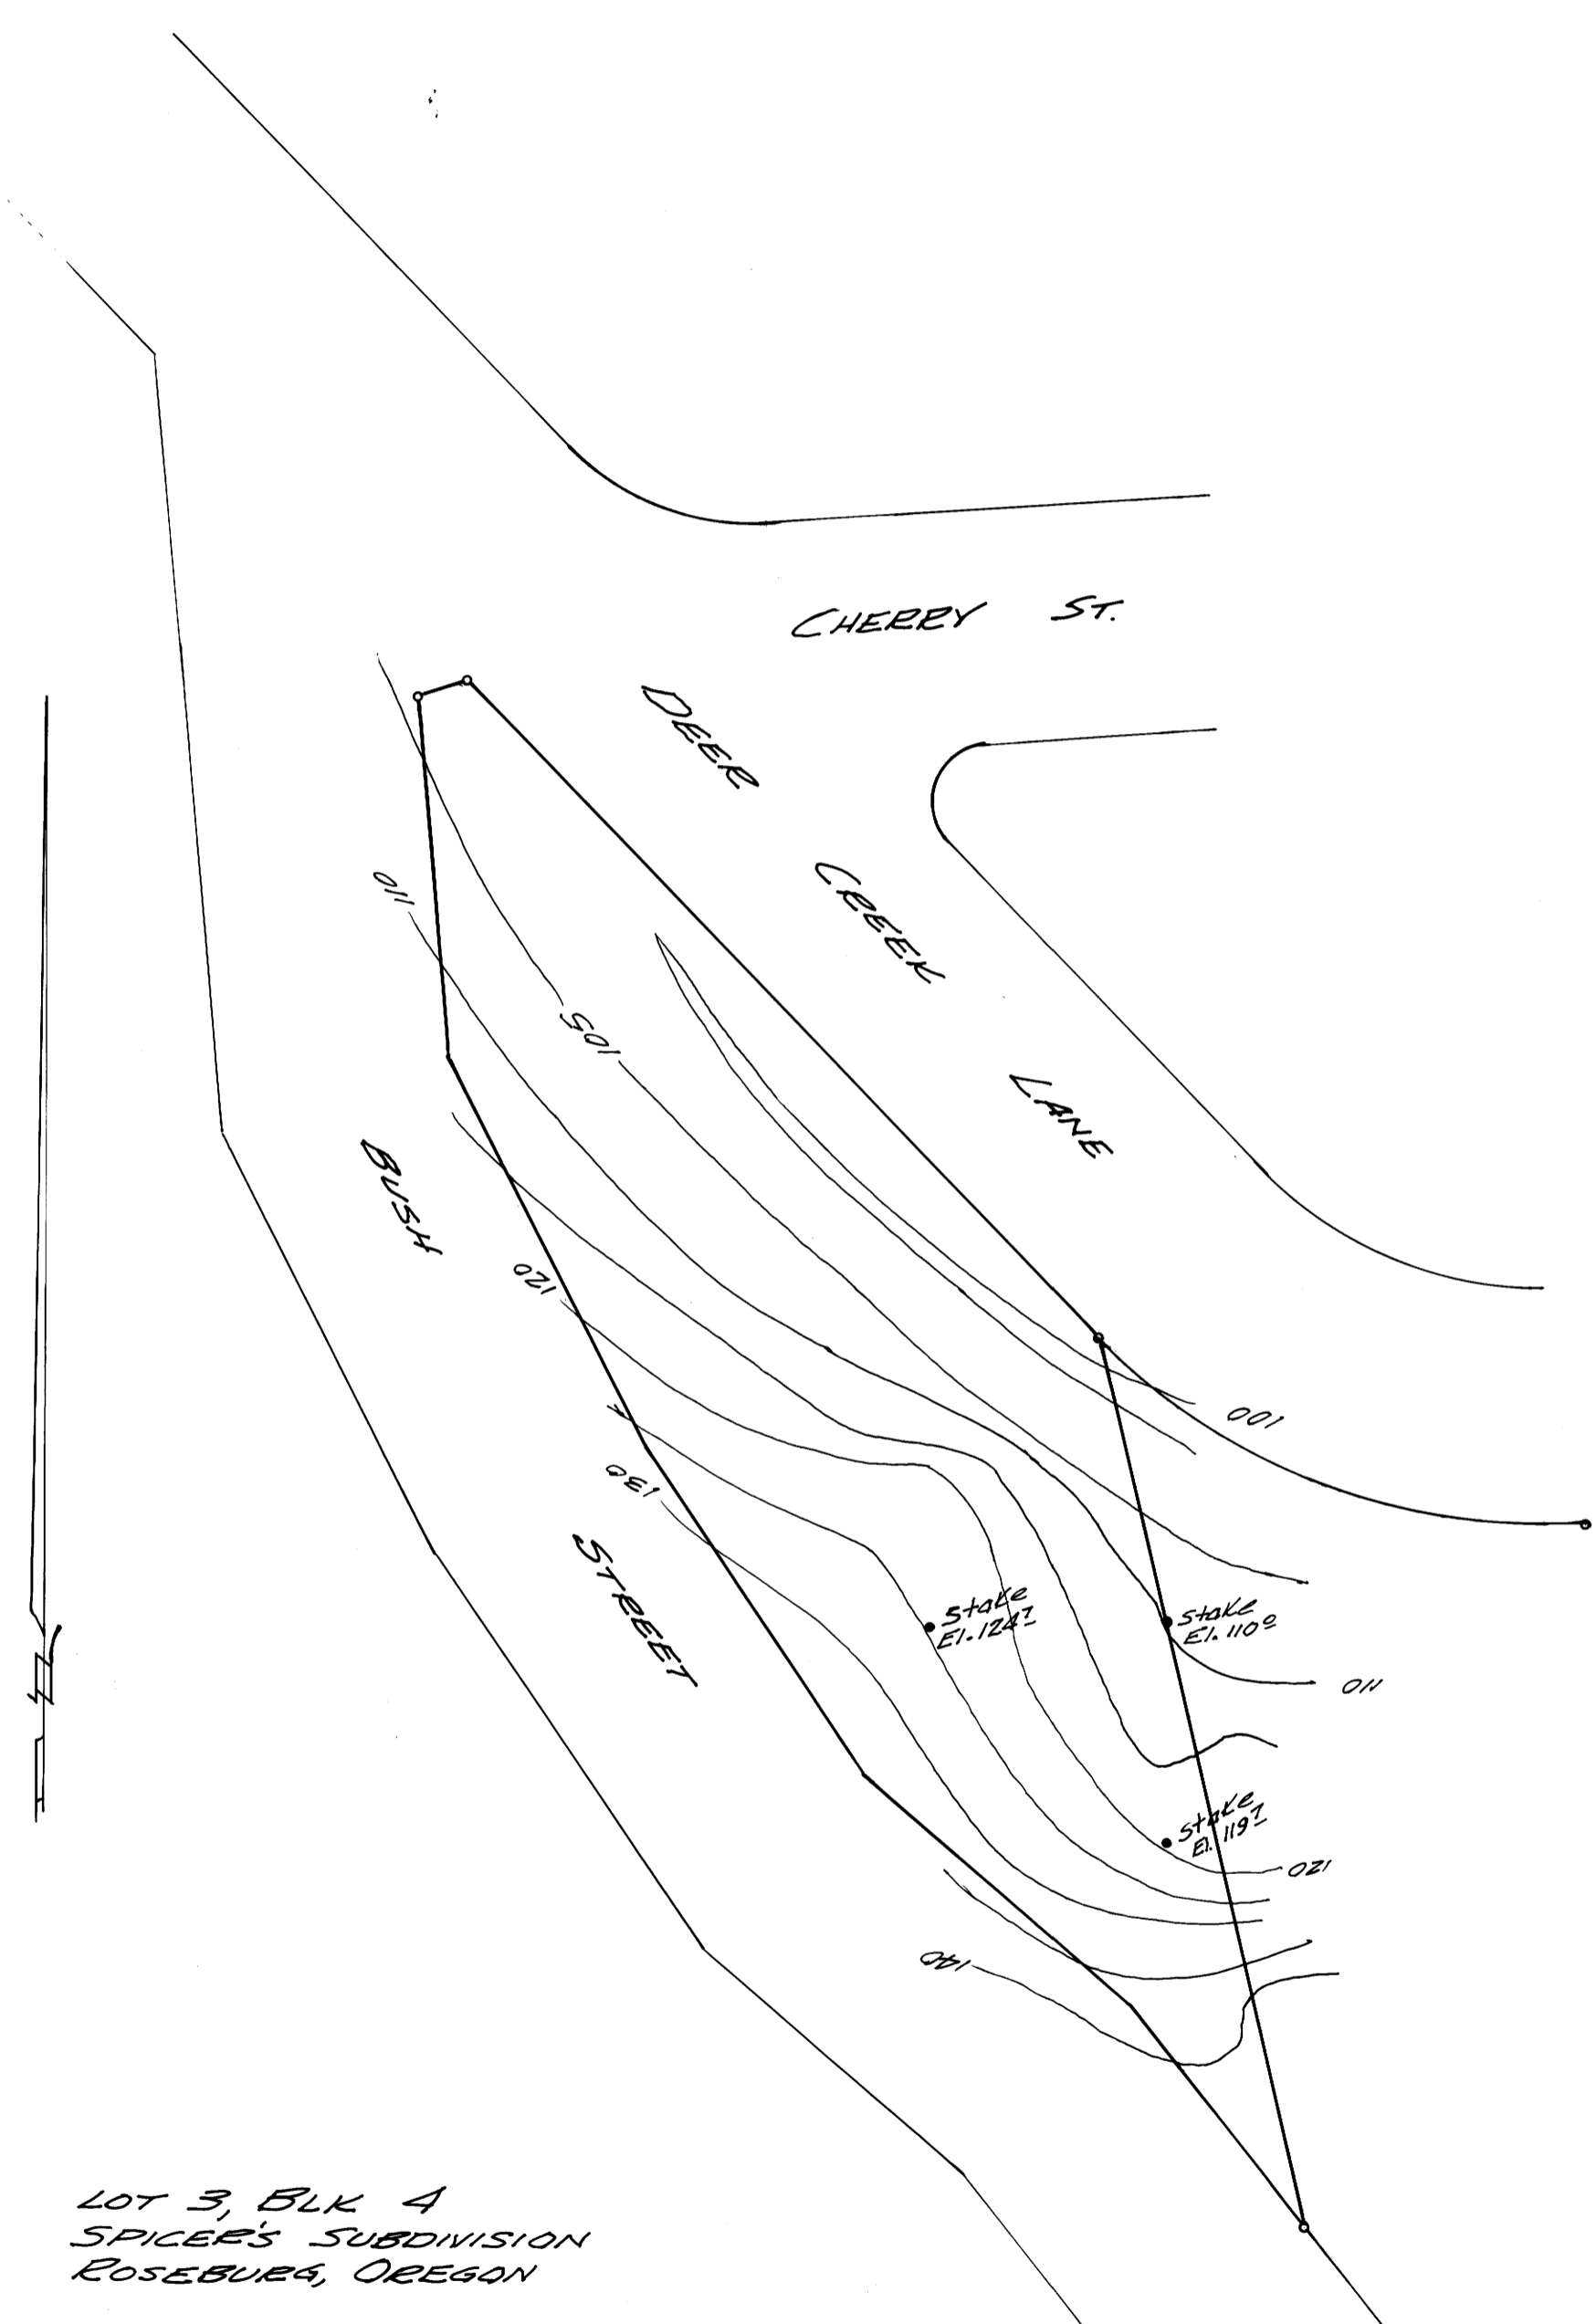 CHERRY ST.
DEER CREEK LANE
110
105
BUSH STREET
120
100
130
Stake
El. 124.7
Stake
El. 110.0
110
Stake
El. 119.7
120
140
N
LOT 3, BLK 4
SPICER'S SUBDIVISION
ROSEBURG, OREGON